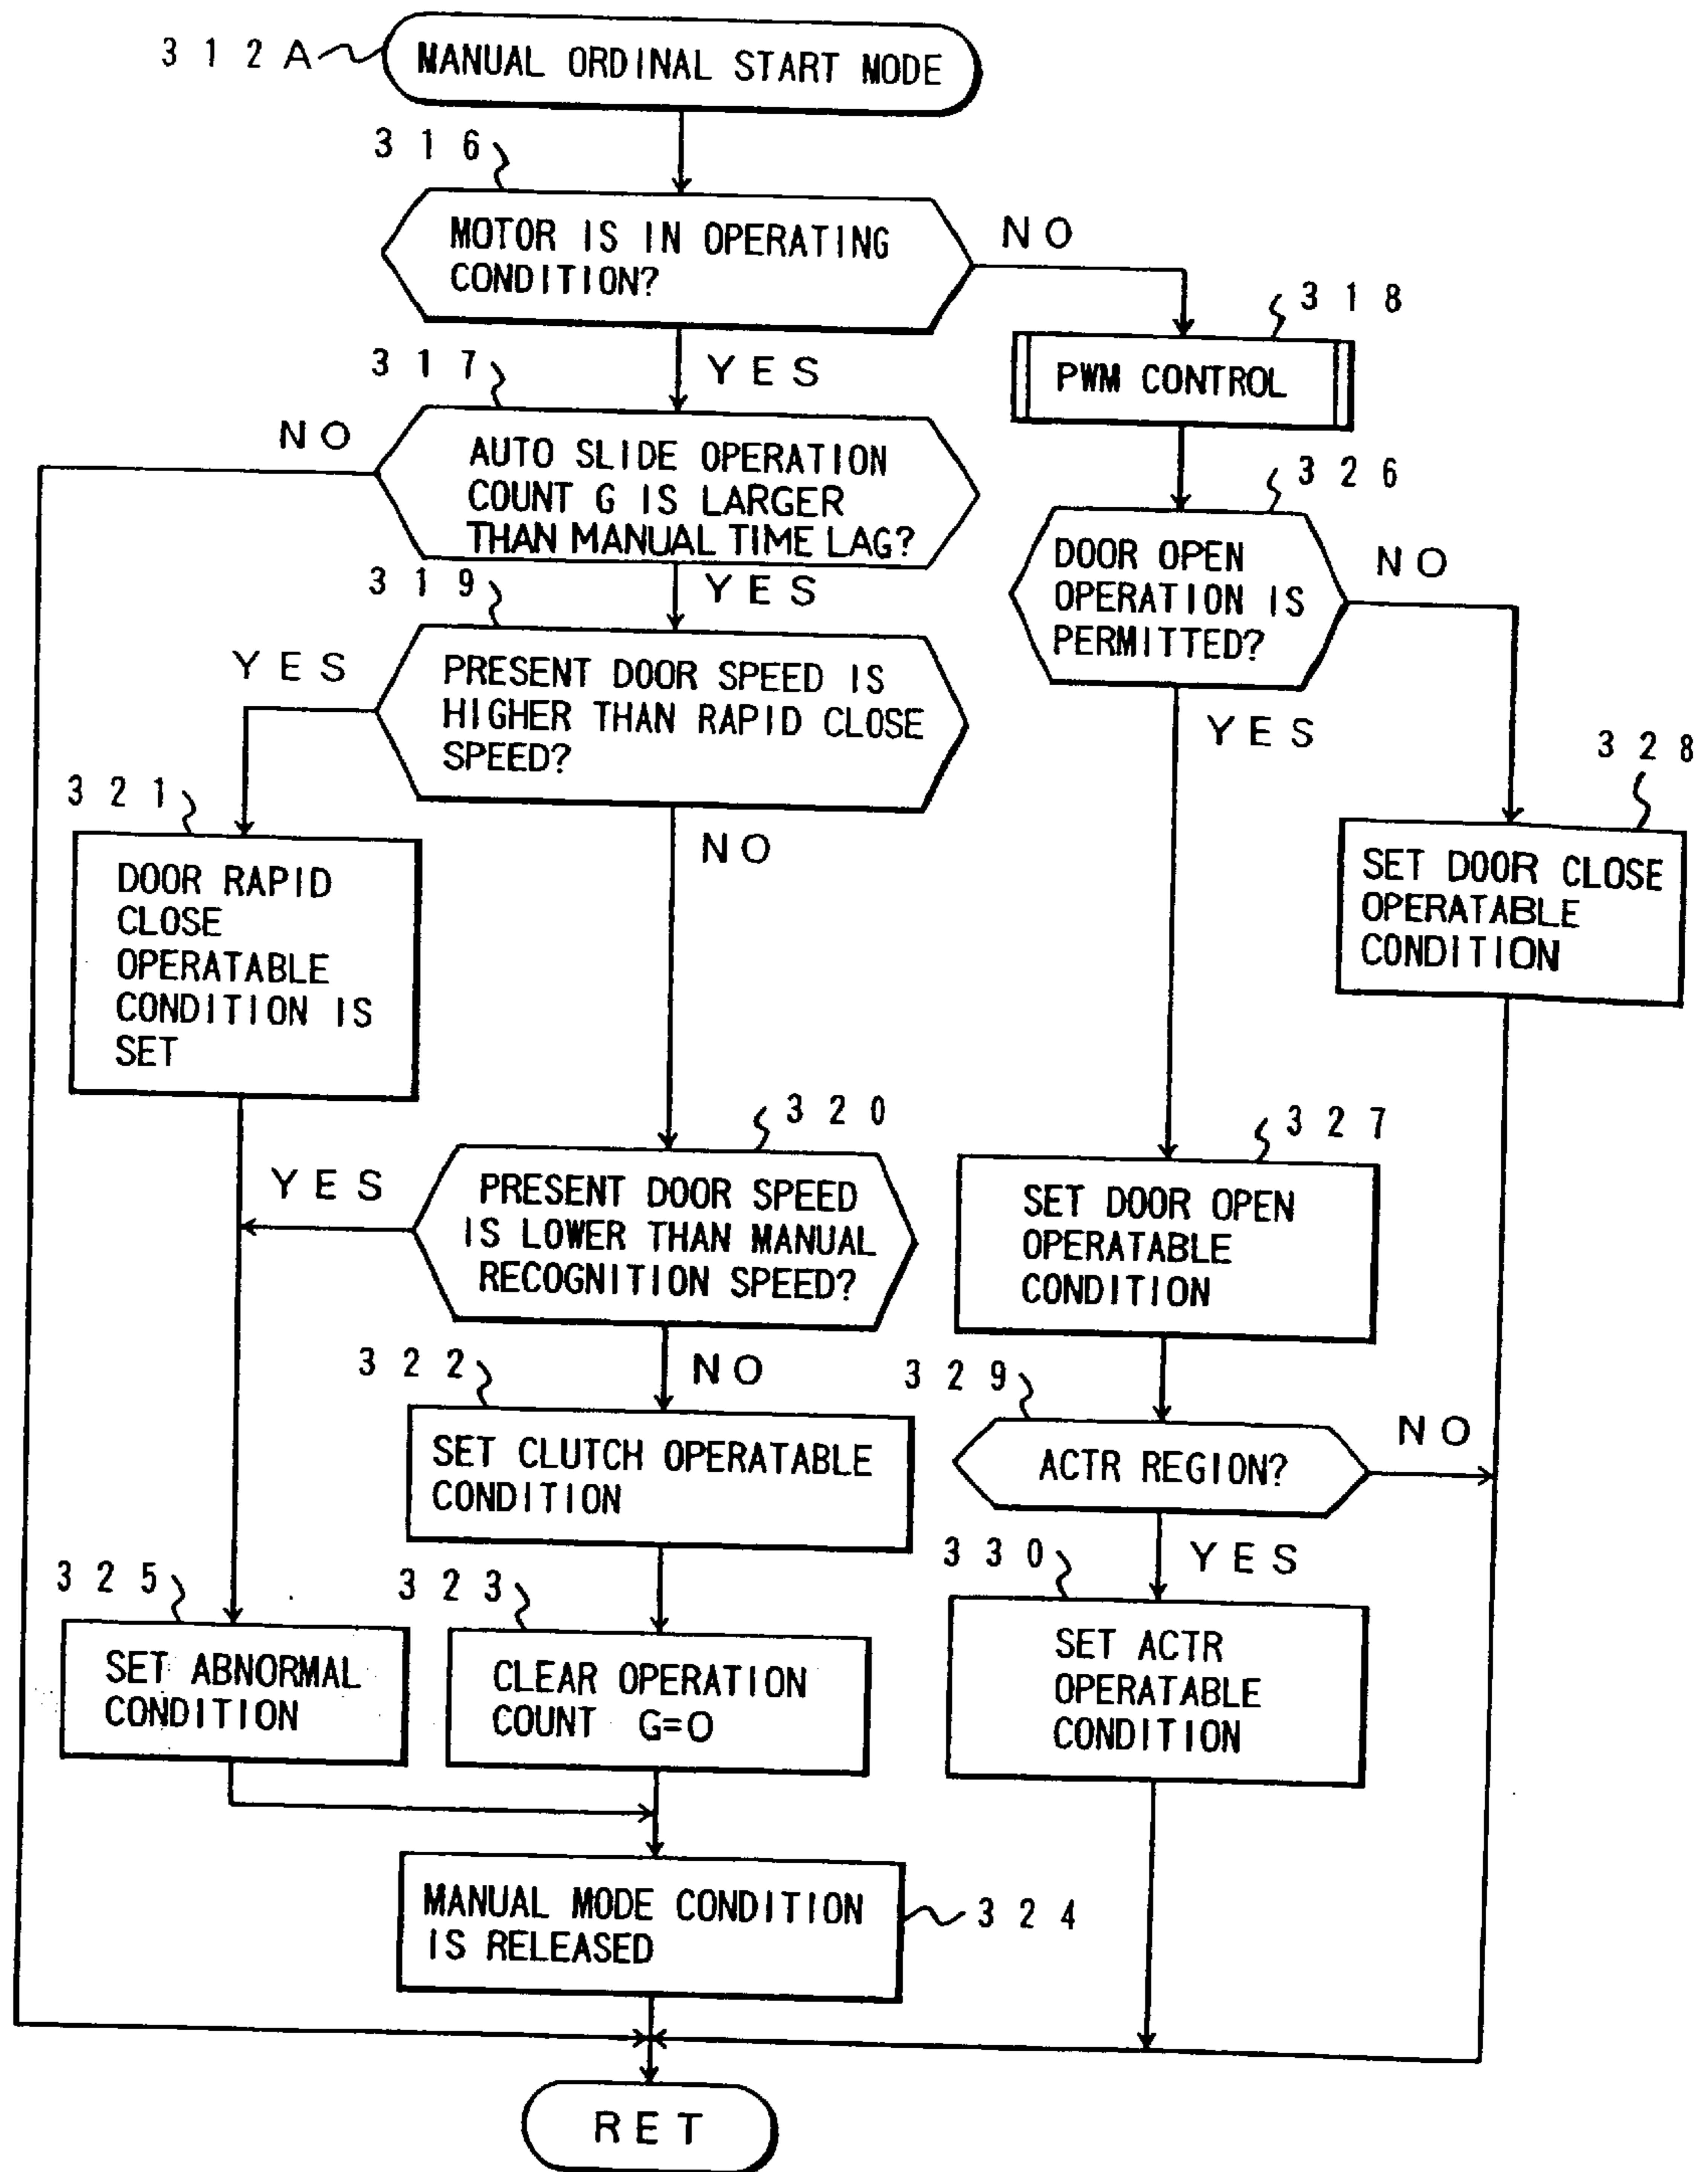 312A
MANUAL ORDINAL START MODE
316
MOTOR IS IN OPERATING
CONDITION?
NO
YES
318
PWM CONTROL
317
NO
AUTO SLIDE OPERATION
COUNT G IS LARGER
THAN MANUAL TIME LAG?
YES
326
DOOR OPEN
OPERATION IS
PERMITTED?
NO
YES
319
YES
PRESENT DOOR SPEED IS
HIGHER THAN RAPID CLOSE
SPEED?
NO
328
SET DOOR CLOSE
OPERATABLE
CONDITION
321
DOOR RAPID
CLOSE
OPERATABLE
CONDITION IS
SET
320
YES
PRESENT DOOR SPEED
IS LOWER THAN MANUAL
RECOGNITION SPEED?
NO
327
SET DOOR OPEN
OPERATABLE
CONDITION
322
SET CLUTCH OPERATABLE
CONDITION
329
ACTR REGION?
NO
YES
325
SET ABNORMAL
CONDITION
323
CLEAR OPERATION
COUNT G=0
330
SET ACTR
OPERATABLE
CONDITION
MANUAL MODE CONDITION
IS RELEASED
324
RET